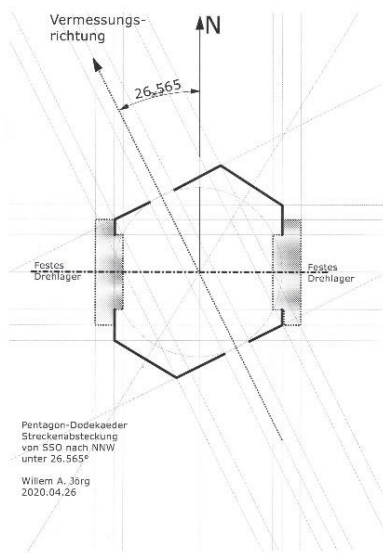 Vermessungs-
richtung
N
26.565
Festes
Drehlager
Festes
Drehlager
Pentagon-Dodekaeder
Streckenabsteckung
von SSO nach NNW
unter 26.565°
Willem A. Jörg
2020.04.26